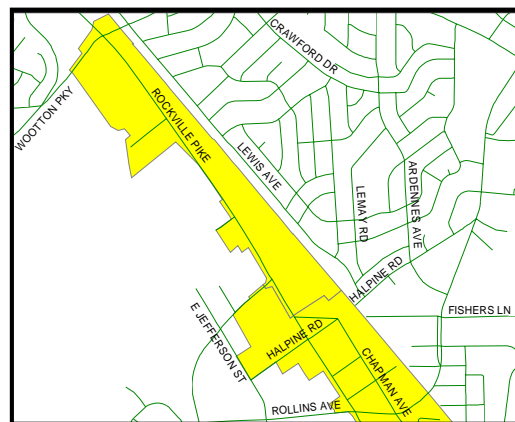 CRAWFORD DR
WOOTTON PKY
ROCKVILLE PIKE
LEWIS AVE
LEMAY RD
ARDENNES AVE
HALPINE RD
E JEFFERSON ST
HALPINE RD
FISHERS LN
CHAPMAN AVE
ROLLINS AVE